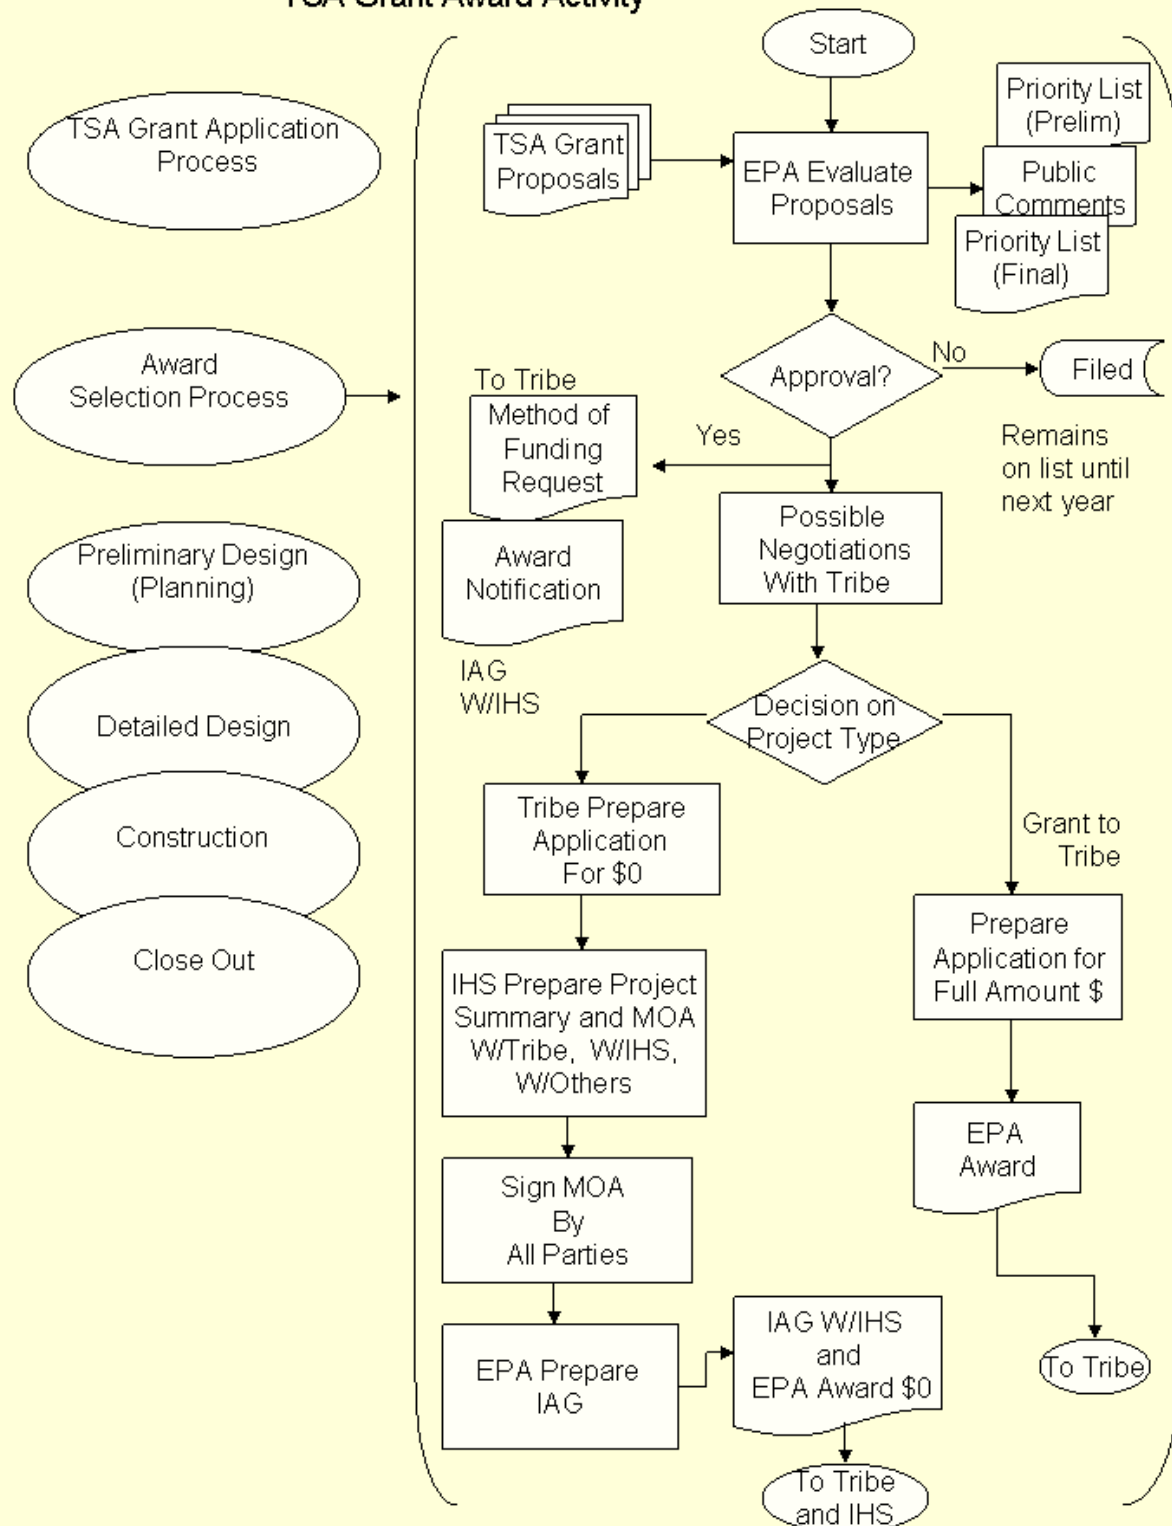 TSA Grant Award Activity
Start
TSA Grant Application
Process
TSA Grant
Proposals
EPA Evaluate
Proposals
Priority List
(Prelim)
Public
Comments
Priority List
(Final)
Award
Selection Process
Approval?
No
Filed
Remains
on list until
next year
Yes
To Tribe
Method of
Funding
Request
Award
Notification
IAG
W/IHS
Possible
Negotiations
With Tribe
Preliminary Design
(Planning)
Detailed Design
Construction
Close Out
Decision on
Project Type
Tribe Prepare
Application
For $0
Grant to
Tribe
IHS Prepare Project
Summary and MOA
W/Tribe, W/IHS,
W/Others
Prepare
Application for
Full Amount $
Sign MOA
By
All Parties
EPA
Award
EPA Prepare
IAG
IAG W/IHS
and
EPA Award $0
To Tribe
To Tribe
and IHS